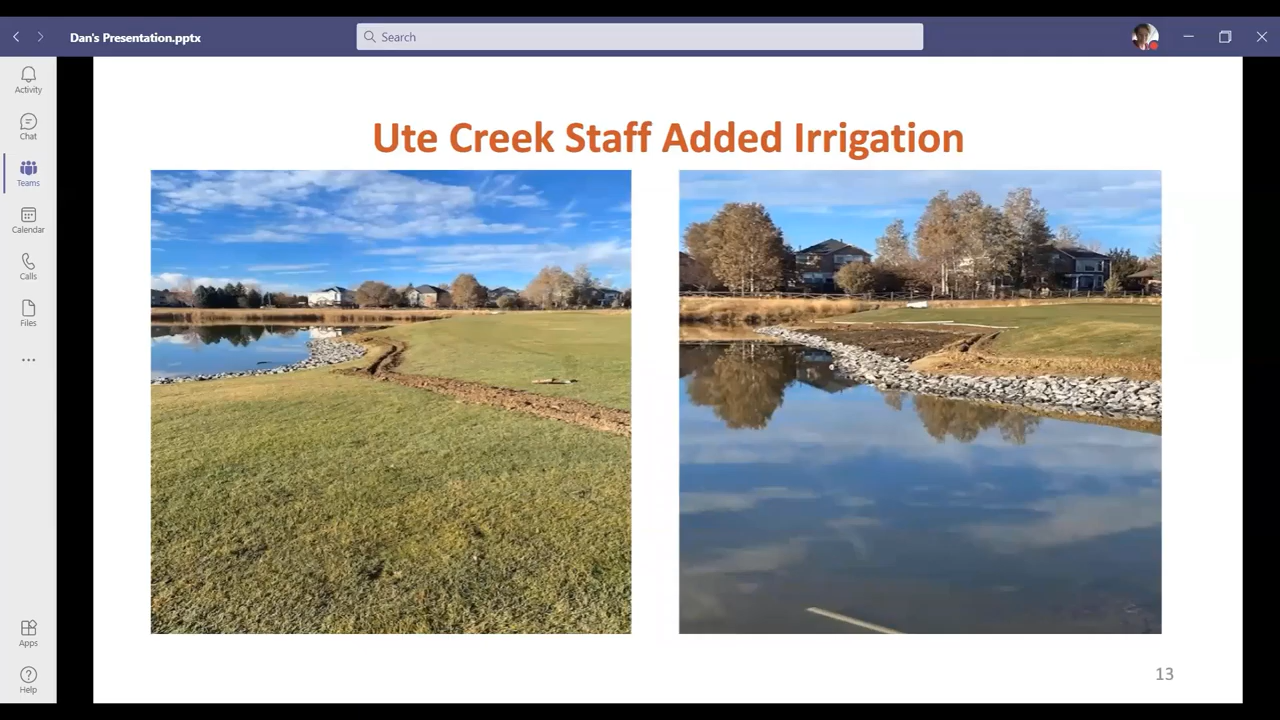 Dan's Presentation.pptx
Search
Activity
Chat
Teams
Calendar
Calls
Files
Apps
Help
Ute Creek Staff Added Irrigation
13